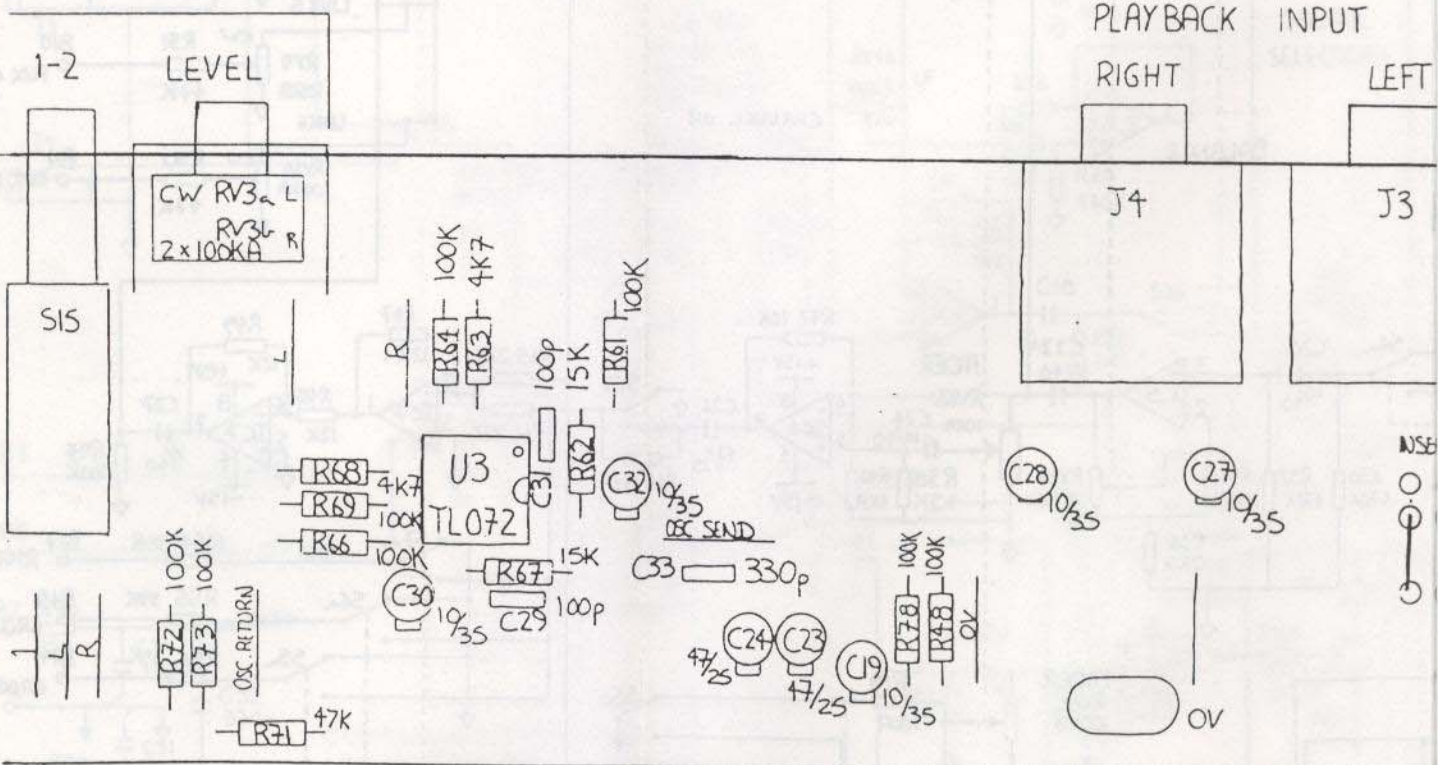 PLAYBACK INPUT
1-2
LEVEL
RIGHT
LEFT
CW RV3a L
RV3b R
2×100KA
J4
J3
S15
L
R
R64
100K
R63
4K7
100p
C31
15K
R62
R61
100K
U3
TL072
R68
4K7
R69
100K
R66
100K
C32
10/35
C28
10/35
C27
10/35
INSE
OSC SEND
C33
330p
R67
15K
C30
10/35
C29
100p
100K
100K
R72
R73
OSC. RETURN
L
R
R71
47K
C24
47/25
C23
47/25
C19
10/35
100K
100K
R78
R48
0V
0V